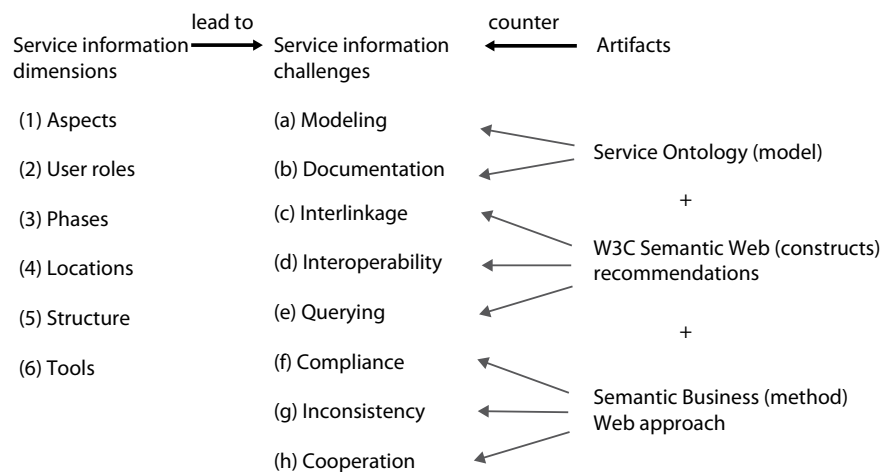 lead to
counter
Service information
dimensions
Service information
challenges
Artifacts
(1) Aspects
(2) User roles
(3) Phases
(4) Locations
(5) Structure
(6) Tools
(a) Modeling
(b) Documentation
(c) Interlinkage
(d) Interoperability
(e) Querying
(f) Compliance
(g) Inconsistency
(h) Cooperation
Service Ontology (model)
+
W3C Semantic Web (constructs)
recommendations
+
Semantic Business (method)
Web approach